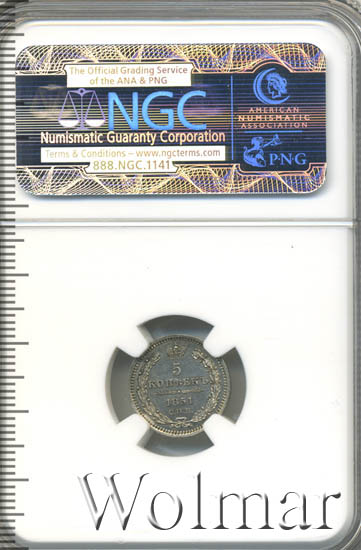 The Official Grading Service
of the ANA & PNG
NGC
Numismatic Guaranty Corporation
Terms & Conditions – www.ngcterms.com
888.NGC.1141
AMERICAN
NUMISMATIC
ASSOCIATION
PNG
5
КОПѢЕКЪ
1851
С.П.Б.
Wolmar